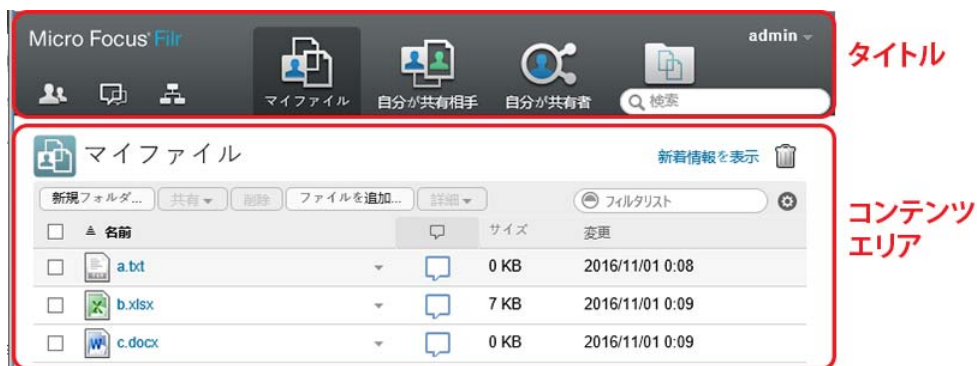 Micro Focus Filr
admin
タイトル
マイファイル
自分が共有相手
自分が共有者
検索
マイファイル
新着情報を表示
新規フォルダ...
共有
削除
ファイルを追加...
詳細
フィルタリスト
名前
サイズ
変更
コンテンツ
エリア
a.txt
0 KB
2016/11/01 0:08
b.xlsx
7 KB
2016/11/01 0:09
c.docx
0 KB
2016/11/01 0:09